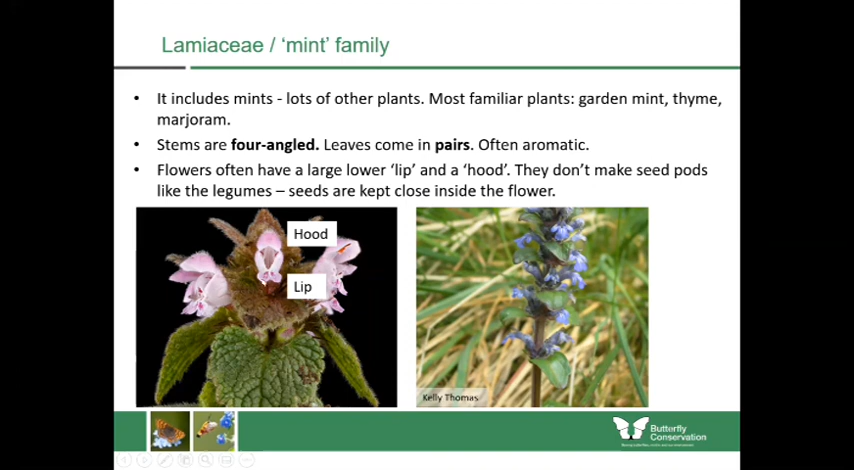 Lamiaceae / ‘mint’ family
• It includes mints - lots of other plants. Most familiar plants: garden mint, thyme,
marjoram.
• Stems are four-angled. Leaves come in pairs. Often aromatic.
• Flowers often have a large lower ‘lip’ and a ‘hood’. They don’t make seed pods
like the legumes – seeds are kept close inside the flower.
Hood
Lip
Kelly Thomas
Butterfly
Conservation